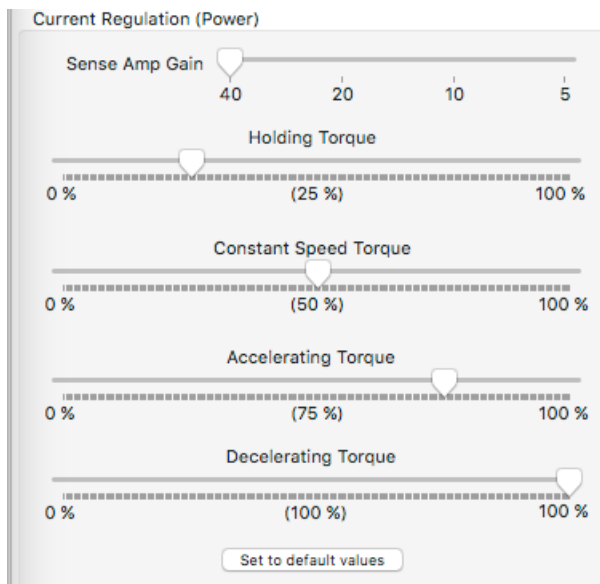 Current Regulation (Power)
Sense Amp Gain
40 20 10 5
Holding Torque
0 % (25 %) 100 %
Constant Speed Torque
0 % (50 %) 100 %
Accelerating Torque
0 % (75 %) 100 %
Decelerating Torque
0 % (100 %) 100 %
Set to default values